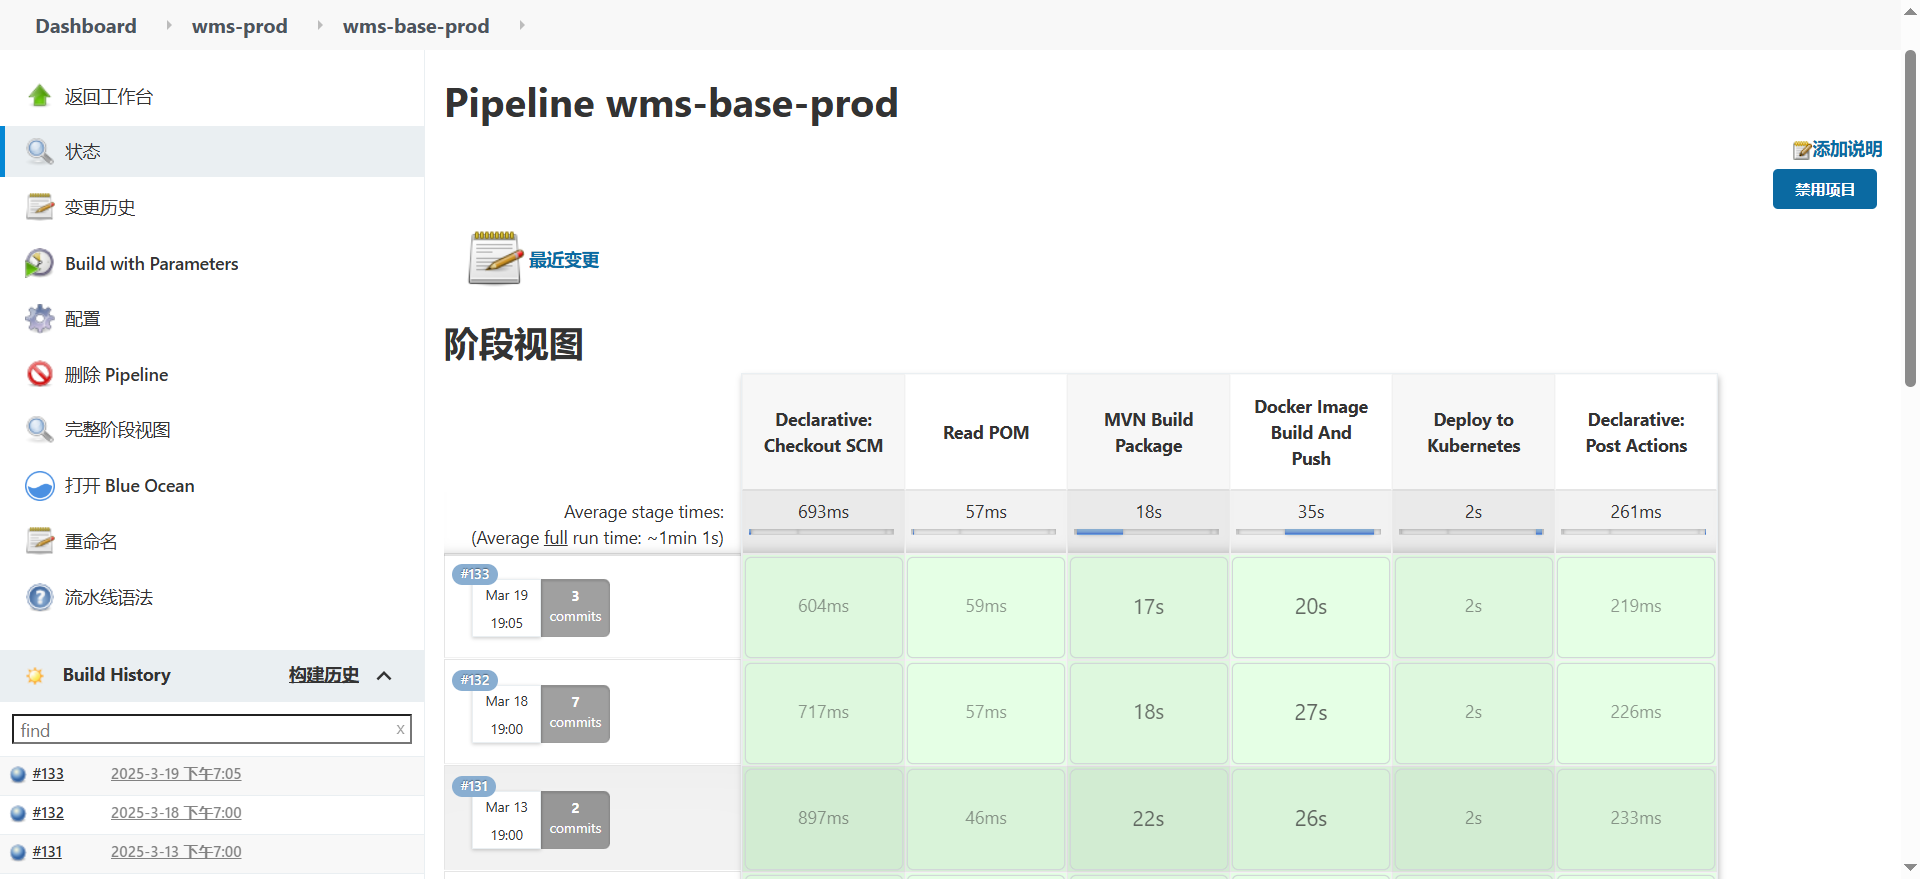 Dashboard wms-prod wms-base-prod
返回工作台
状态
变更历史
Build with Parameters
配置
删除 Pipeline
完整阶段视图
打开 Blue Ocean
重命名
流水线语法
Build History 构建历史
find x
#133 2025-3-19 下午7:05
#132 2025-3-18 下午7:00
#131 2025-3-13 下午7:00
Pipeline wms-base-prod
添加说明
禁用项目
最近变更
阶段视图
Declarative: Checkout SCM
Read POM
MVN Build Package
Docker Image Build And Push
Deploy to Kubernetes
Declarative: Post Actions
Average stage times:
(Average full run time: ~1min 1s)
693ms 57ms 18s 35s 2s 261ms
#133
Mar 19
19:05
3
commits
604ms 59ms 17s 20s 2s 219ms
#132
Mar 18
19:00
7
commits
717ms 57ms 18s 27s 2s 226ms
#131
Mar 13
19:00
2
commits
897ms 46ms 22s 26s 2s 233ms